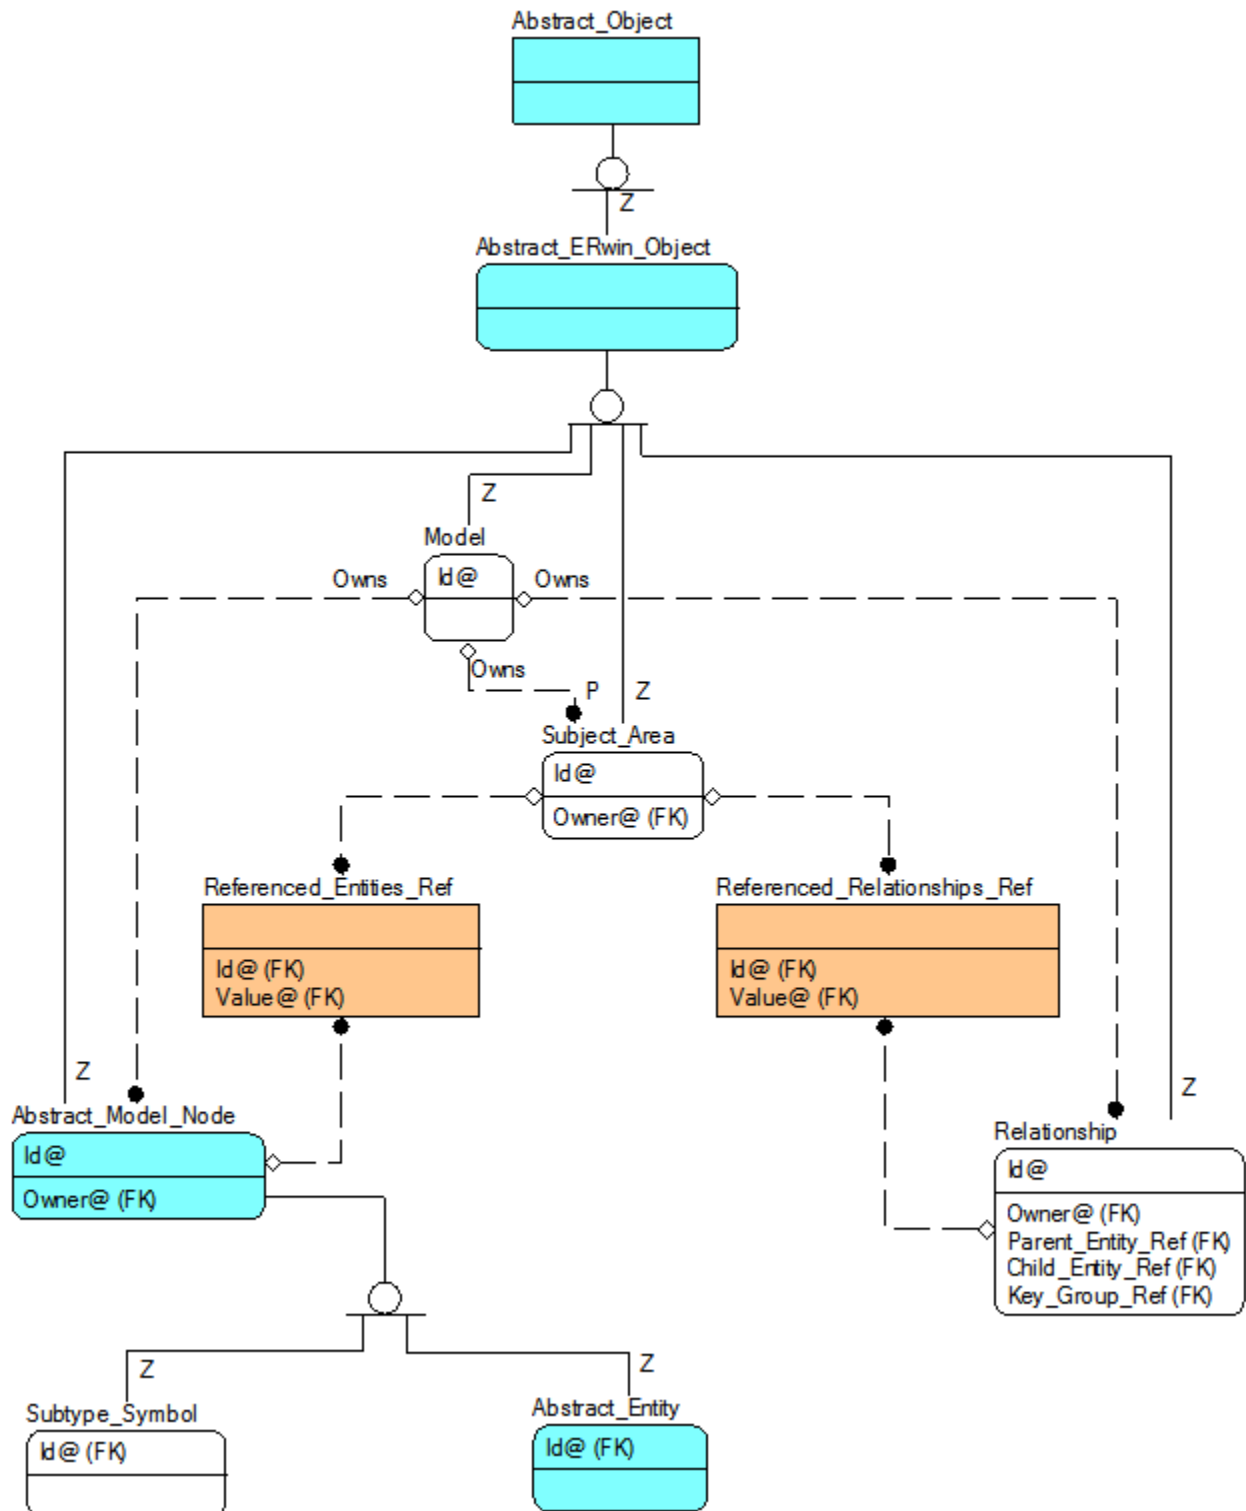 Abstract_Object
Z
Abstract_ERwin_Object
Z
Model
Owns
Id@
Owns
Owns
P
Z
Subject_Area
Id@
Owner@ (FK)
Referenced_Entities_Ref
Id@ (FK)
Value@ (FK)
Referenced_Relationships_Ref
Id@ (FK)
Value@ (FK)
Z
Abstract_Model_Node
Id@
Owner@ (FK)
Z
Relationship
Id@
Owner@ (FK)
Parent_Entity_Ref (FK)
Child_Entity_Ref (FK)
Key_Group_Ref (FK)
Z
Subtype_Symbol
Id@ (FK)
Z
Abstract_Entity
Id@ (FK)